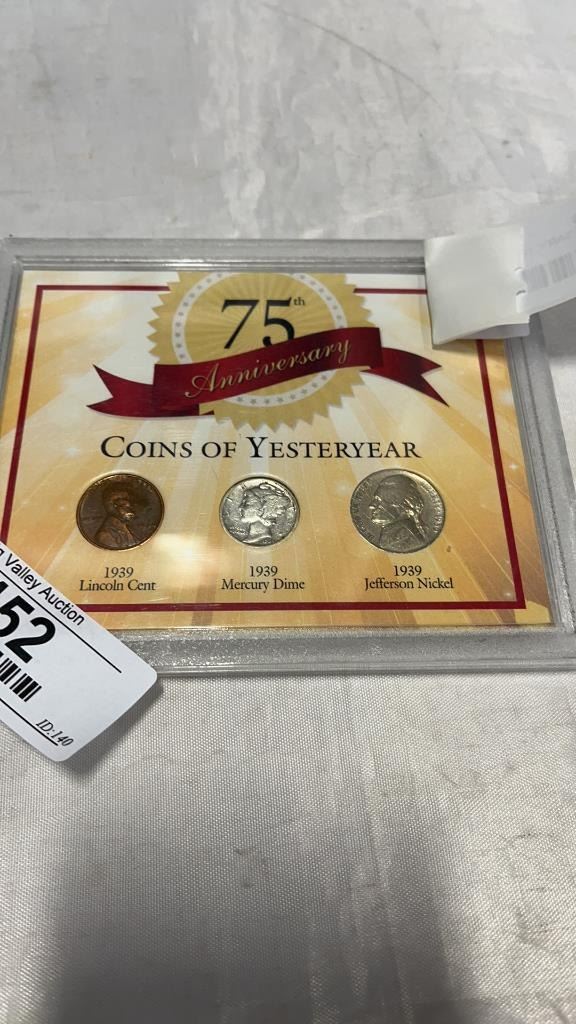 75th
Anniversary
COINS OF YESTERYEAR
1939
Lincoln Cent
1939
Mercury Dime
1939
Jefferson Nickel
Valley Auction
52
ID:140